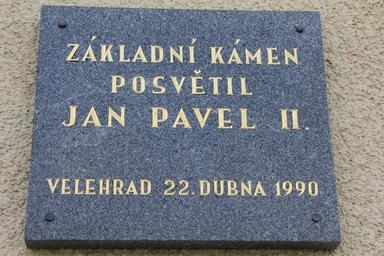 ZÁKLADNÍ KÁMEN
POSVĚTIL
JAN PAVEL II.
VELEHRAD 22. DUBNA 1990